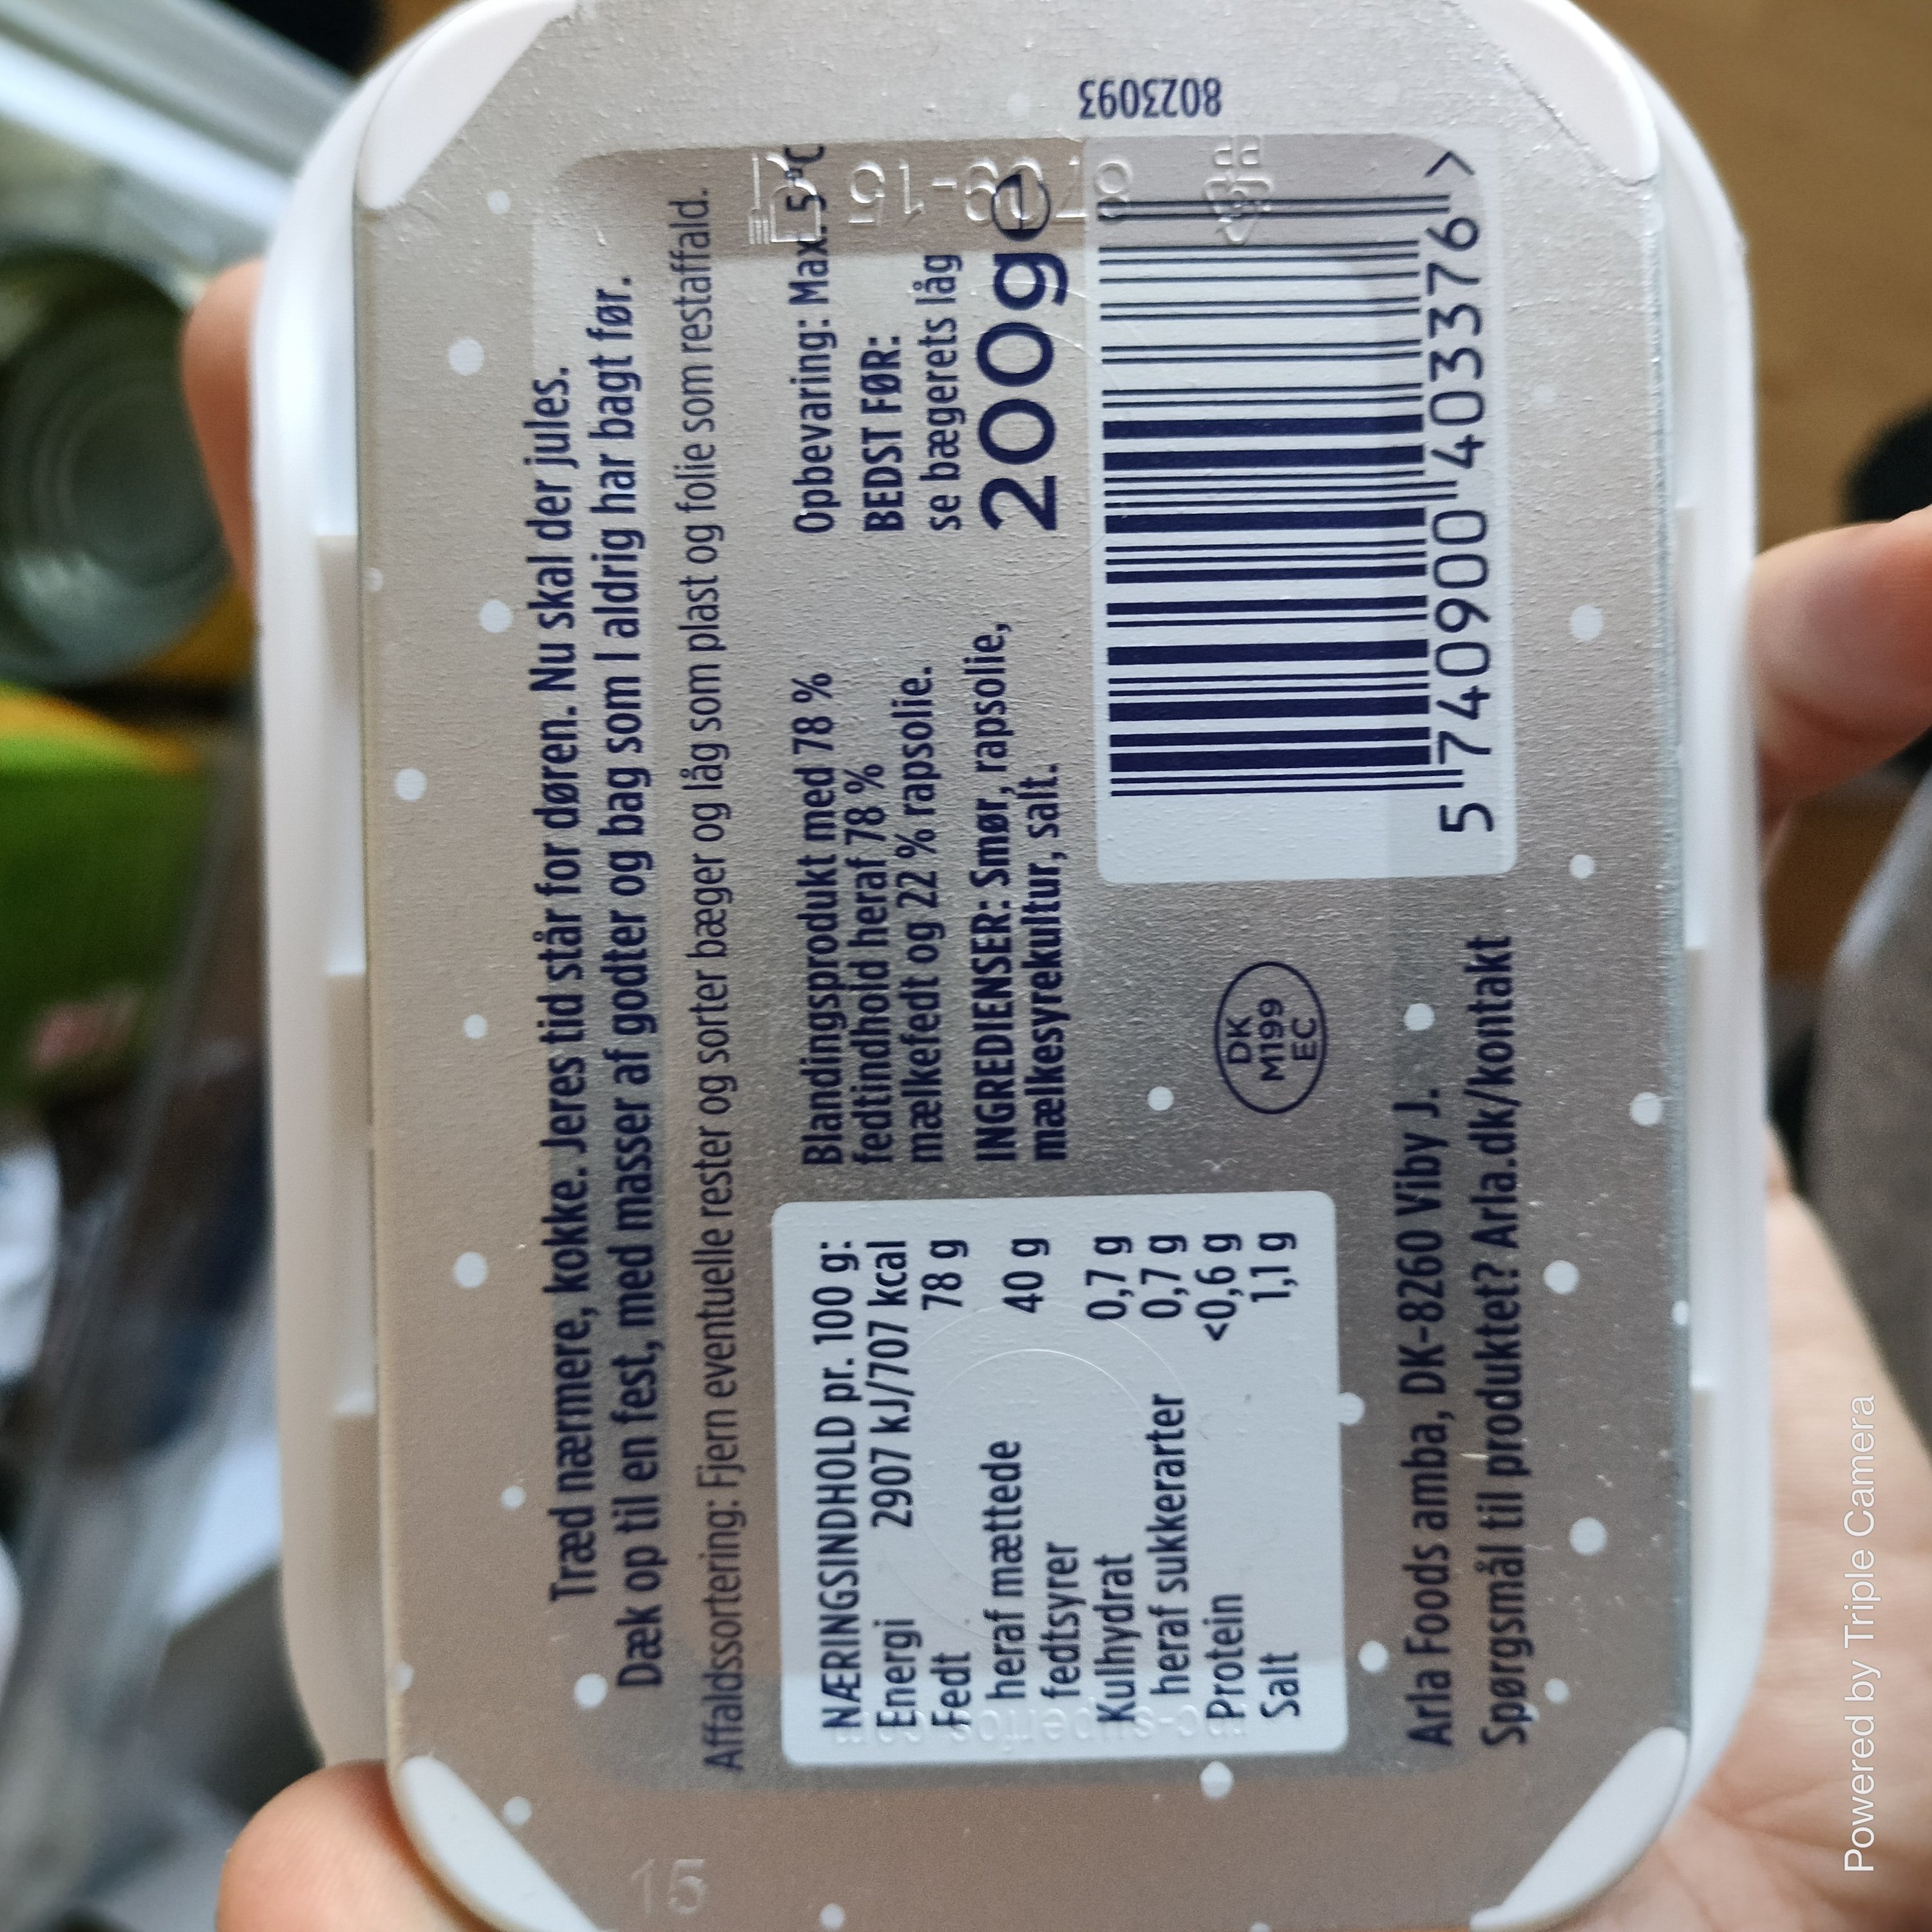 Træd nærmere, kokke. Jeres tid står for døren. Nu skal der jules.
Dæk op til en fest, med masser af godter og bag som I aldrig har bagt før.
Affaldssortering: Fjern eventuelle rester og sorter bæger og låg som plast og folie som restaffald.
NÆRINGSINDHOLD pr. 100 g:
Energi 2907 kJ/707 kcal
Fedt 78 g
heraf mættede
fedtsyrer 40 g
Kulhydrat 0,7 g
heraf sukkerarter 0,7 g
Protein <0,6 g
Salt 1,1 g
Blandingsprodukt med 78 %
fedtindhold heraf 78 %
mælkefedt og 22 % rapsolie.
INGREDIENSER: Smør, rapsolie,
mælkesyrekultur, salt.
Opbevaring: Max. 5 °C
BEDST FØR:
se bægerets låg
200g℮
DK
M199
EC
Arla Foods amba, DK-8260 Viby J.
Spørgsmål til produktet? Arla.dk/kontakt
5 740900 403376 >
8023093
15
PP
Powered by Triple Camera